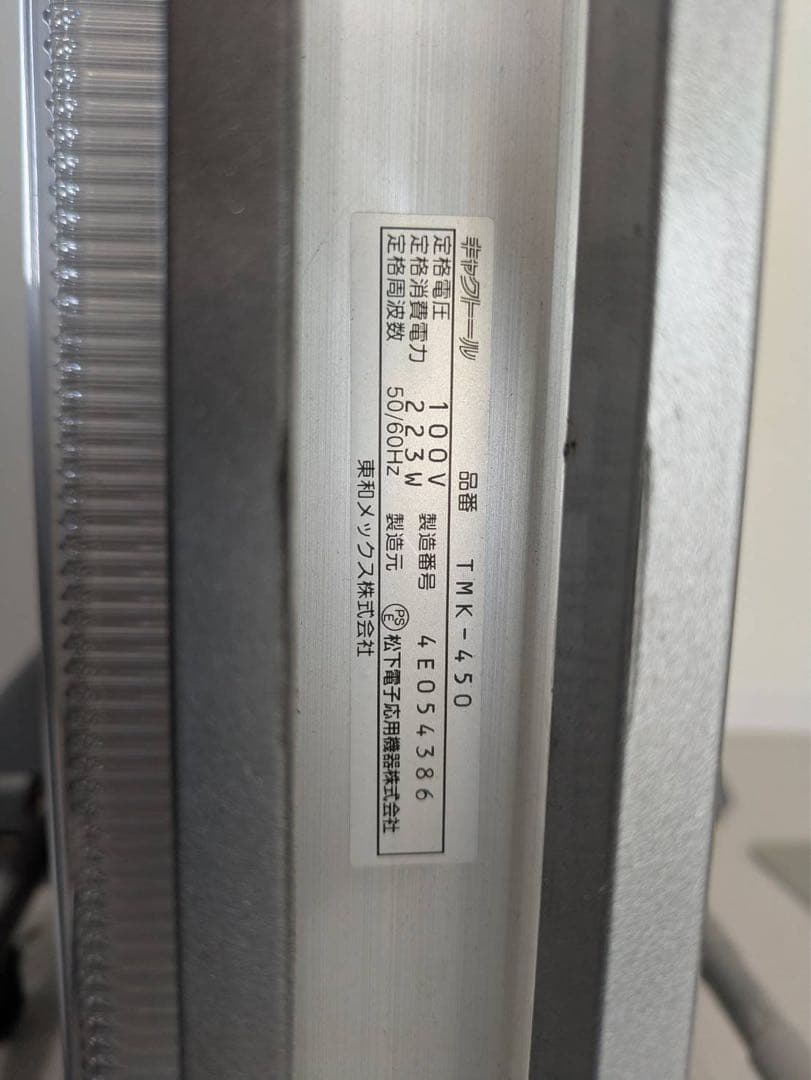 キャクトール 品番 TMK-450
定格電圧 100V 製造番号 4E054386
定格消費電力 223W
定格周波数 50/60Hz 製造元 PSE 松下電子応用機器株式会社
東和メックス株式会社